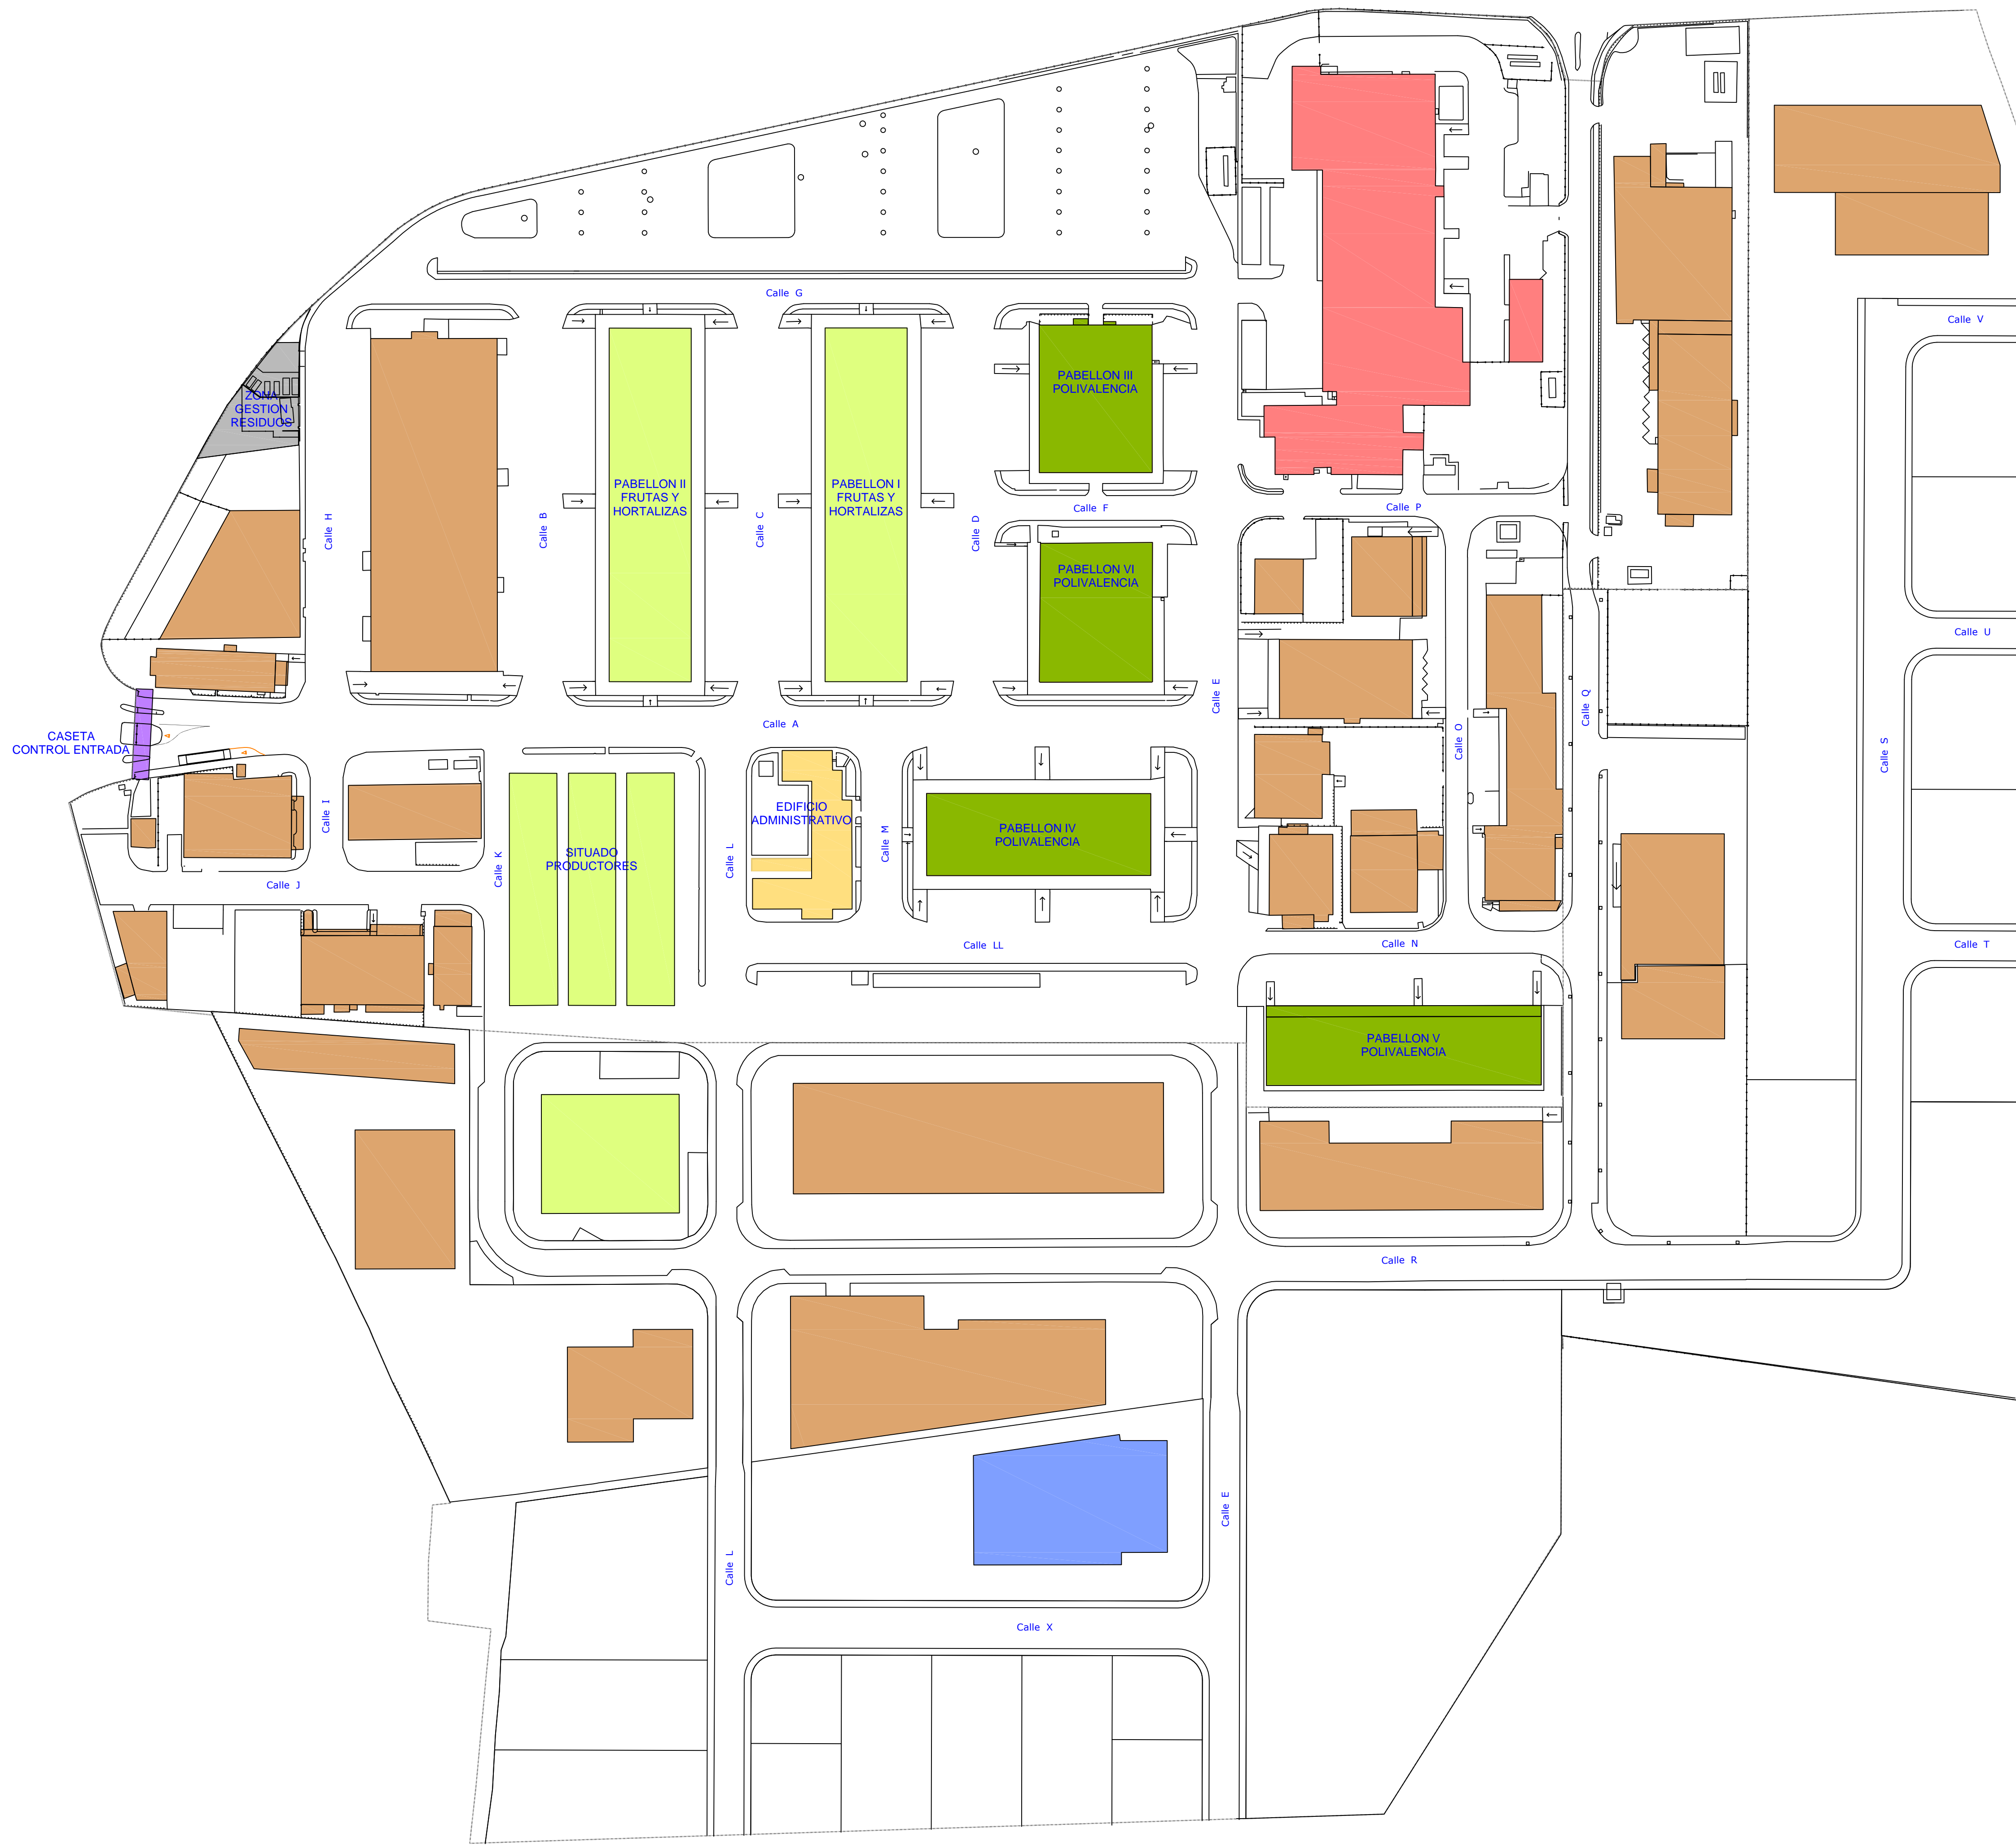 Calle G
Calle V
PABELLON III
POLIVALENCIA
ZONA
GESTION
RESIDUOS
PABELLON II
FRUTAS Y
HORTALIZAS
PABELLON I
FRUTAS Y
HORTALIZAS
Calle F
Calle P
Calle H
Calle B
Calle C
Calle D
PABELLON VI
POLIVALENCIA
Calle U
Calle E
Calle Q
Calle A
CASETA
CONTROL ENTRADA
Calle O
Calle S
EDIFICIO
ADMINISTRATIVO
Calle I
PABELLON IV
POLIVALENCIA
Calle M
SITUADO
PRODUCTORES
Calle K
Calle L
Calle J
Calle LL
Calle N
Calle T
PABELLON V
POLIVALENCIA
Calle R
Calle E
Calle L
Calle X